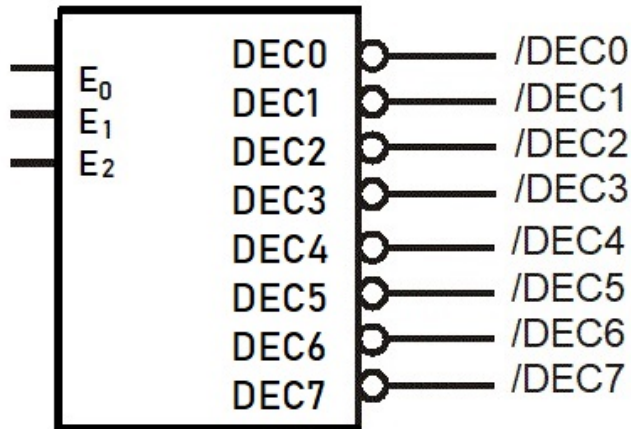 DEC0 /DEC0
E0
DEC1 /DEC1
E1
DEC2 /DEC2
E2
DEC3 /DEC3
DEC4 /DEC4
DEC5 /DEC5
DEC6 /DEC6
DEC7 /DEC7